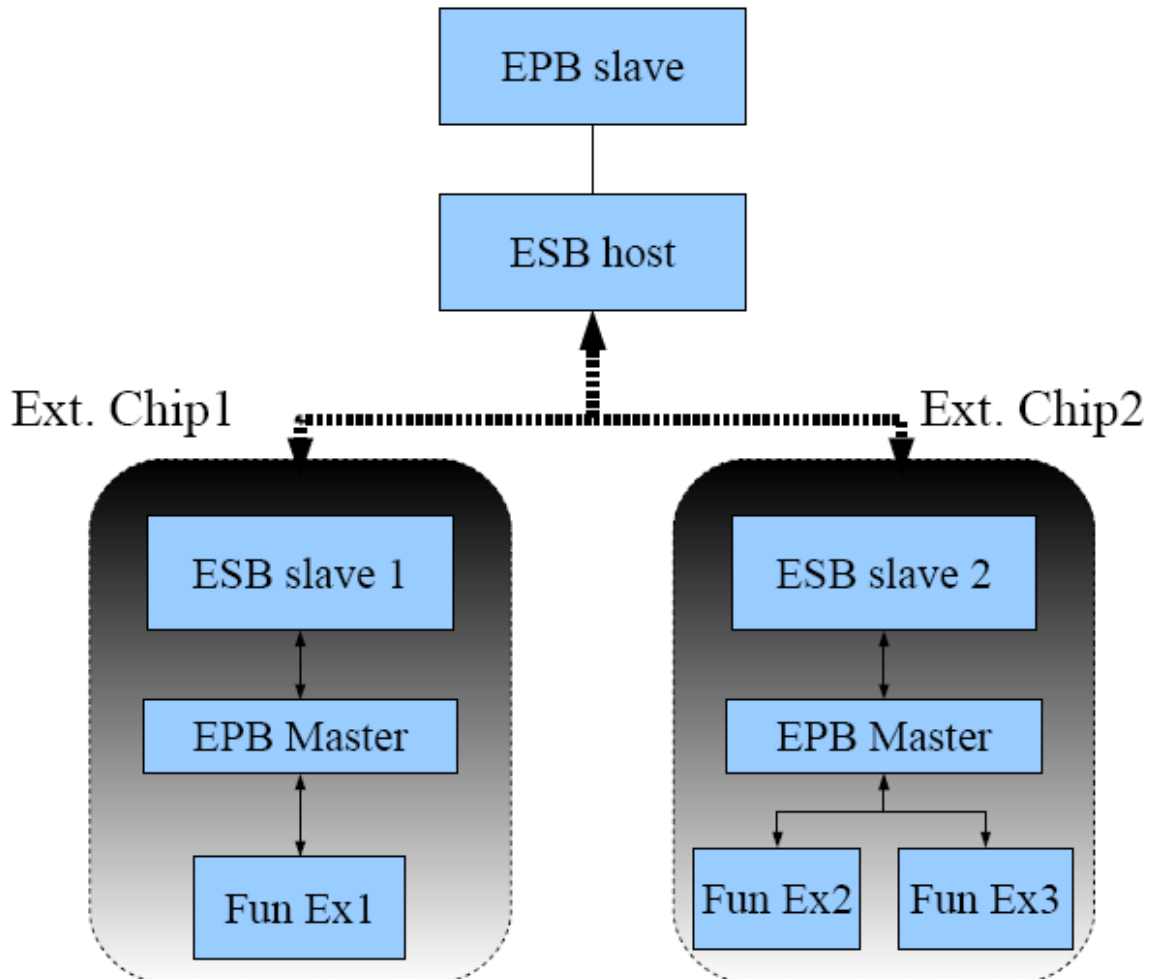 EPB slave
ESB host
Ext. Chip1
Ext. Chip2
ESB slave 1
ESB slave 2
EPB Master
EPB Master
Fun Ex1
Fun Ex2
Fun Ex3